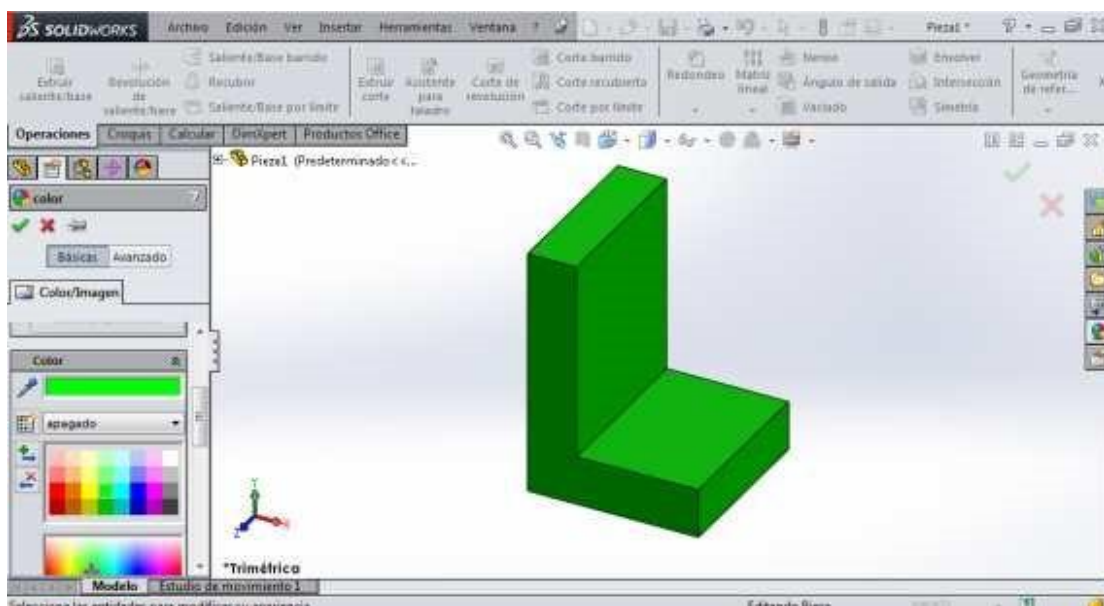 SOLIDWORKS Archivo Edición Ver Insertar Herramientas Ventana ? Pieza1 *
Extruir saliente/base
Revolución de saliente/base
Saliente/Base barrido
Recubrir
Saliente/Base por límite
Extruir corte
Asistente para taladro
Corte de revolución
Corte barrido
Corte recubierto
Corte por límite
Redondeo
Matriz lineal
Nervio
Ángulo de salida
Vaciado
Envolver
Intersección
Simetría
Geometría de refer...
Operaciones Croquis Calcular DimXpert Productos Office
Pieza1 (Predeterminado<<...
color ?
Básicas Avanzado
Color/Imagen
Color
apagado
Y
X
Z
*Trimétrica
Modelo Estudio de movimiento 1
Editando Pieza